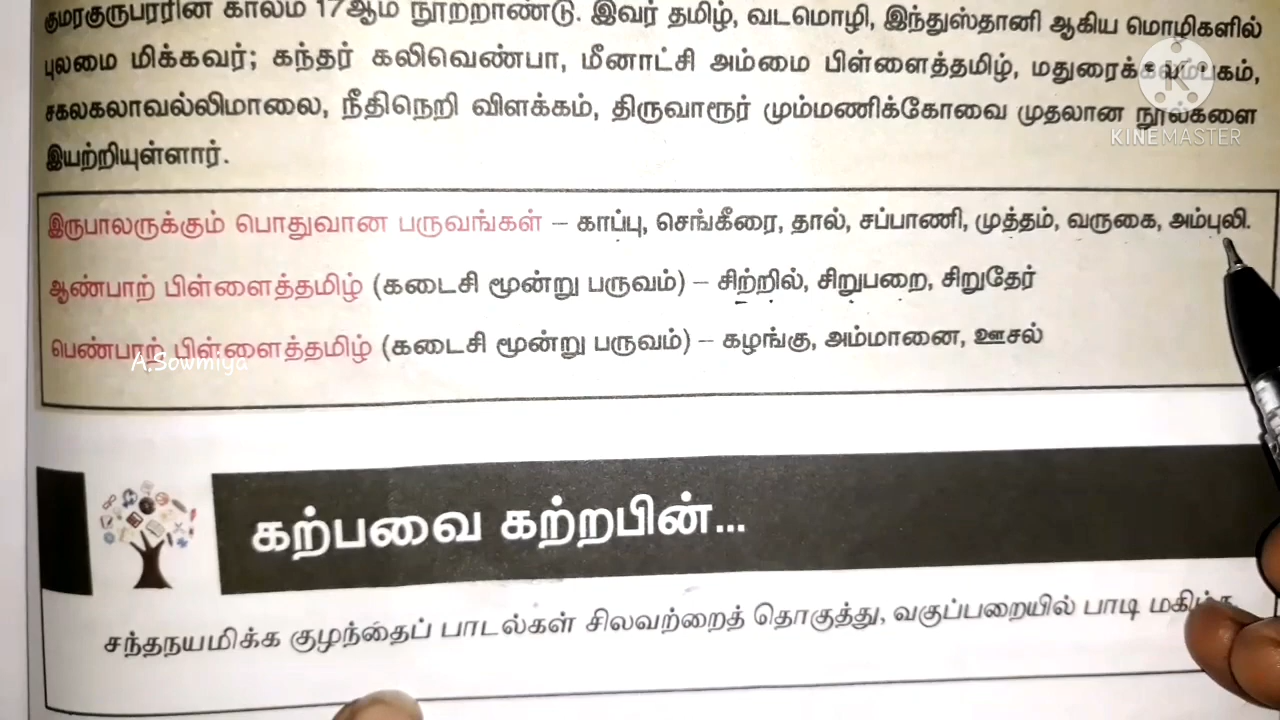 குமரகுருபரரின் காலம் 17ஆம் நூற்றாண்டு. இவர் தமிழ், வடமொழி, இந்துஸ்தானி ஆகிய மொழிகளில்
புலமை மிக்கவர்; கந்தர் கலிவெண்பா, மீனாட்சி அம்மை பிள்ளைத்தமிழ், மதுரைக்கலம்பகம்,
சகலகலாவல்லிமாலை, நீதிநெறி விளக்கம், திருவாரூர் மும்மணிக்கோவை முதலான நூல்களை
இயற்றியுள்ளார்.
KINEMASTER
இருபாலருக்கும் பொதுவான பருவங்கள் – காப்பு, செங்கீரை, தால், சப்பாணி, முத்தம், வருகை, அம்புலி.
ஆண்பாற் பிள்ளைத்தமிழ் (கடைசி மூன்று பருவம்) – சிற்றில், சிறுபறை, சிறுதேர்
பெண்பாற் பிள்ளைத்தமிழ் (கடைசி மூன்று பருவம்) – கழங்கு, அம்மானை, ஊசல்
A.Sowmiya
கற்பவை கற்றபின்...
சந்தநயமிக்க குழந்தைப் பாடல்கள் சிலவற்றைத் தொகுத்து, வகுப்பறையில் பாடி